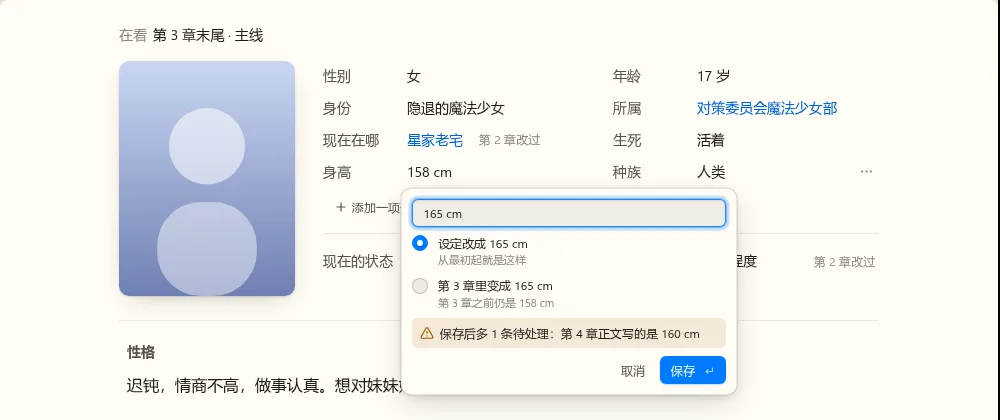 在看 第 3 章末尾 · 主线
性别 女 年龄 17 岁
身份 隐退的魔法少女 所属 对策委员会魔法少女部
现在在哪 星家老宅 第 2 章改过 生死 活着
身高 158 cm 种族 人类 ···
+ 添加一项
165 cm
设定改成 165 cm
从最初起就是这样
现在的状态 程度 第 2 章改过
第 3 章里变成 165 cm
第 3 章之前仍是 158 cm
保存后多 1 条待处理：第 4 章正文写的是 160 cm
取消 保存 ↵
性格
迟钝，情商不高，做事认真。想对妹妹